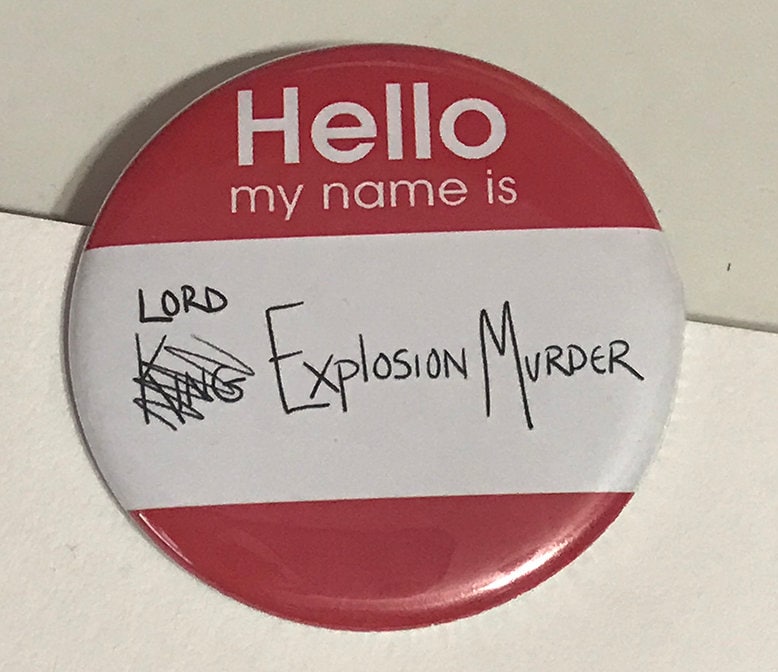 Hello
my name is
LORD
KING EXplOSION MURDER